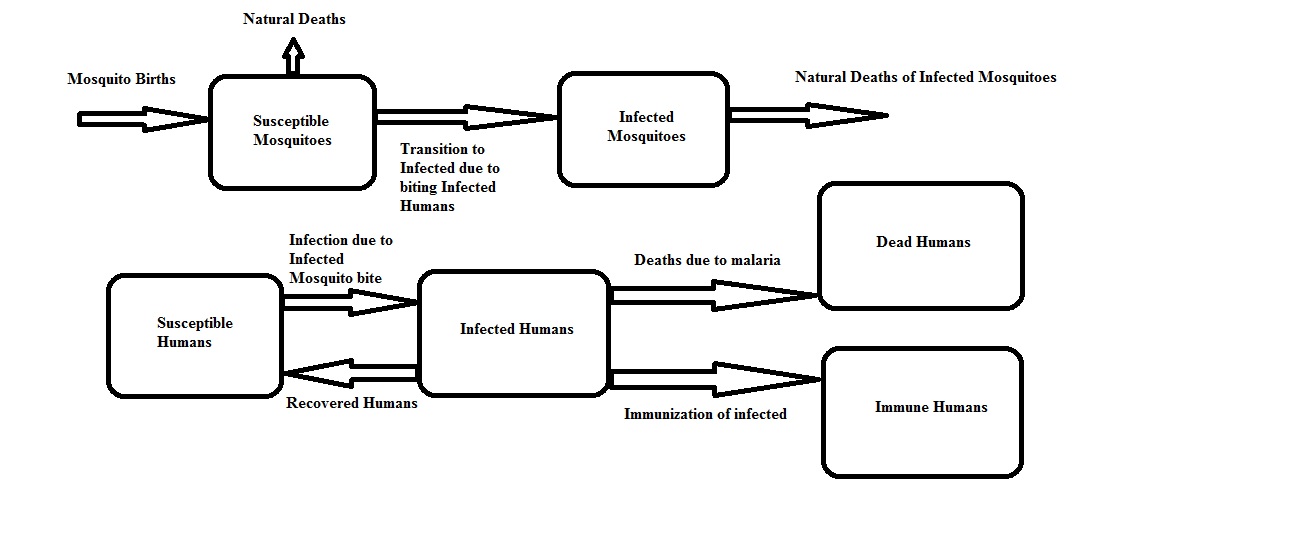 Natural Deaths
Mosquito Births
Natural Deaths of Infected Mosquitoes
Susceptible
Mosquitoes
Infected
Mosquitoes
Transition to
Infected due to
biting Infected
Humans
Dead Humans
Infection due to
Infected
Mosquito bite
Deaths due to malaria
Susceptible
Humans
Infected Humans
Recovered Humans
Immunization of infected
Immune Humans